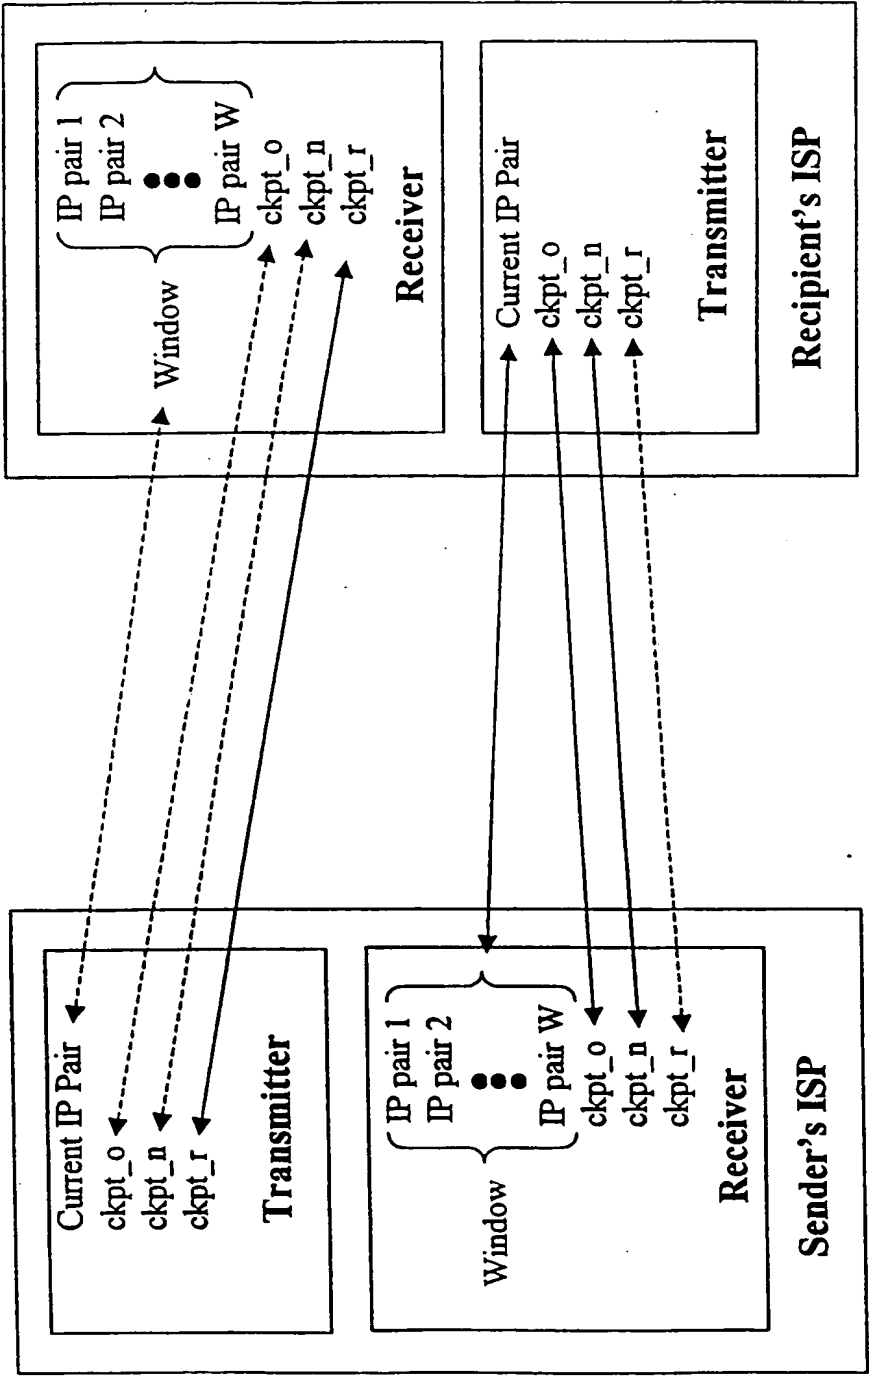 Current IP Pair
ckpt_o
ckpt_n
ckpt_r
Transmitter
Window
IP pair 1
IP pair 2
IP pair W
ckpt_o
ckpt_n
ckpt_r
Receiver
Sender's ISP
Window
IP pair 1
IP pair 2
IP pair W
ckpt_o
ckpt_n
ckpt_r
Receiver
Current IP Pair
ckpt_o
ckpt_n
ckpt_r
Transmitter
Recipient's ISP